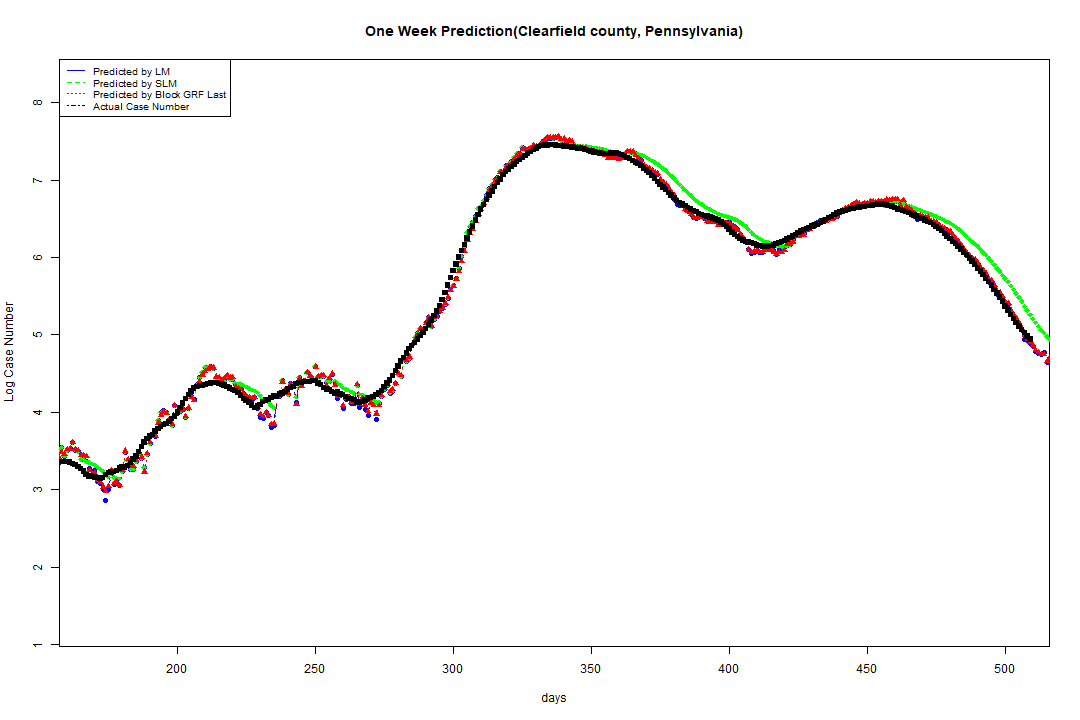 One Week Prediction(Clearfield county, Pennsylvania)
Predicted by LM
Predicted by SLM
Predicted by Block GRF Last
Actual Case Number
8
7
6
5
4
3
2
1
Log Case Number
200 250 300 350 400 450 500
days